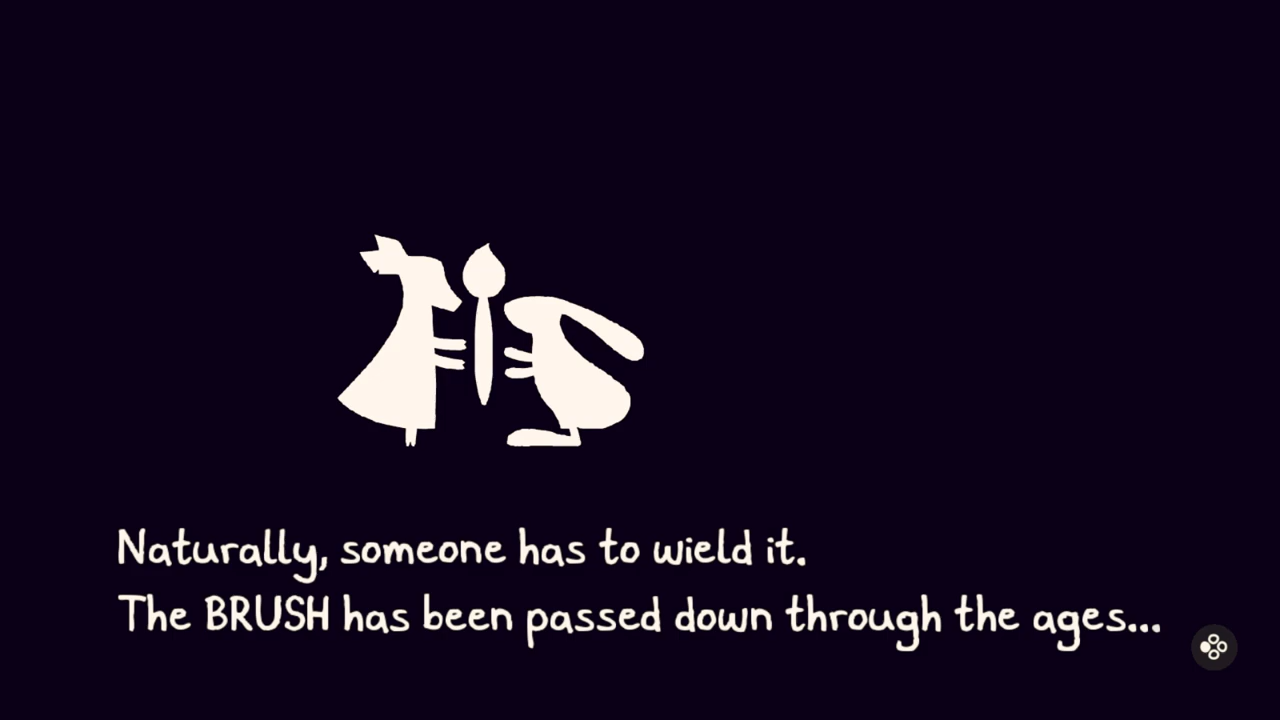 Naturally, someone has to wield it.
The BRUSH has been passed down through the ages...